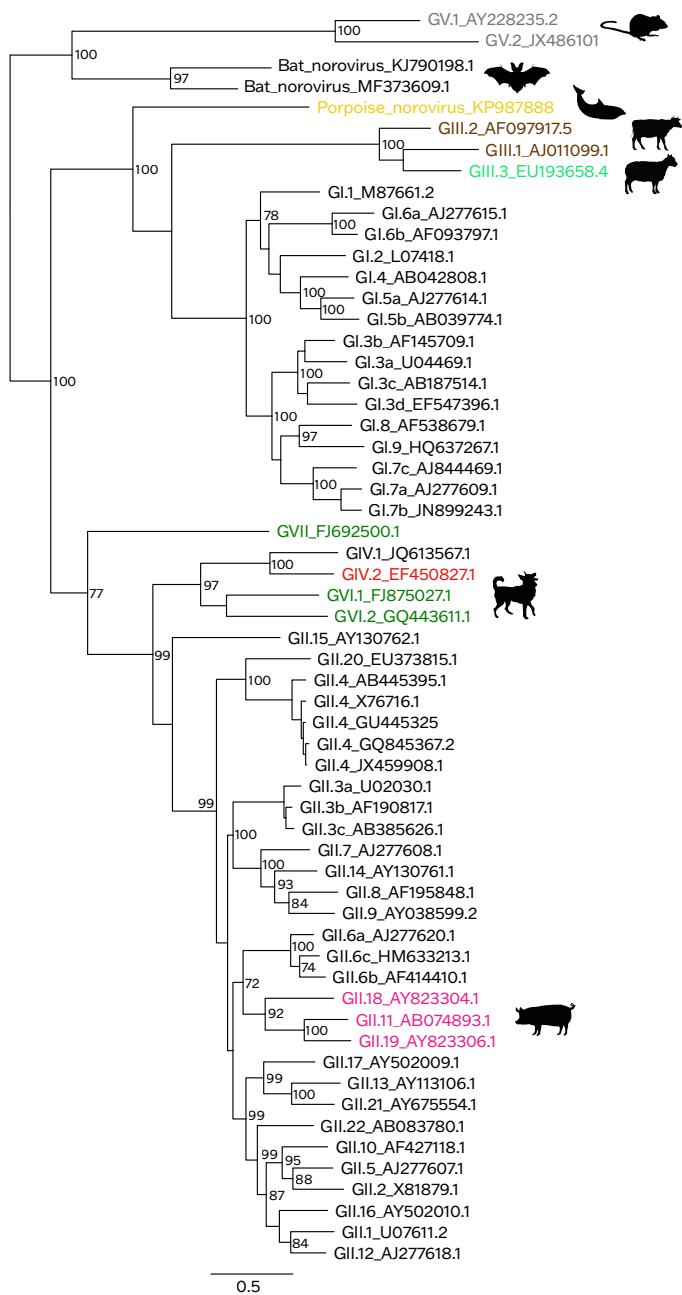 GV.1_AY228235.2
100
GV.2_JX486101
100
Bat_norovirus_KJ790198.1
97
Bat_norovirus_MF373609.1
Porpoise_norovirus_KP987888
GIII.2_AF097917.5
100
GIII.1_AJ011099.1
100
GIII.3_EU193658.4
GI.1_M87661.2
78
GI.6a_AJ277615.1
100
GI.6b_AF093797.1
GI.2_L07418.1
GI.4_AB042808.1
100
GI.5a_AJ277614.1
100
100
GI.5b_AB039774.1
GI.3b_AF145709.1
GI.3a_U04469.1
100
100
GI.3c_AB187514.1
GI.3d_EF547396.1
100
GI.8_AF538679.1
97
GI.9_HQ637267.1
GI.7c_AJ844469.1
100
GI.7a_AJ277609.1
GI.7b_JN899243.1
GVII_FJ692500.1
GIV.1_JQ613567.1
100
GIV.2_EF450827.1
97
77
GVI.1_FJ875027.1
GVI.2_GQ443611.1
GII.15_AY130762.1
99
GII.20_EU373815.1
100
GII.4_AB445395.1
GII.4_X76716.1
GII.4_GU445325
GII.4_GQ845367.2
GII.4_JX459908.1
GII.3a_U02030.1
99
GII.3b_AF190817.1
GII.3c_AB385626.1
100
GII.7_AJ277608.1
100
GII.14_AY130761.1
93
GII.8_AF195848.1
84
GII.9_AY038599.2
GII.6a_AJ277620.1
100
GII.6c_HM633213.1
74
GII.6b_AF414410.1
72
GII.18_AY823304.1
92
GII.11_AB074893.1
100
GII.19_AY823306.1
GII.17_AY502009.1
99
GII.13_AY113106.1
100
GII.21_AY675554.1
99
GII.22_AB083780.1
GII.10_AF427118.1
99
95
GII.5_AJ277607.1
88
GII.2_X81879.1
87
GII.16_AY502010.1
GII.1_U07611.2
84
GII.12_AJ277618.1
0.5